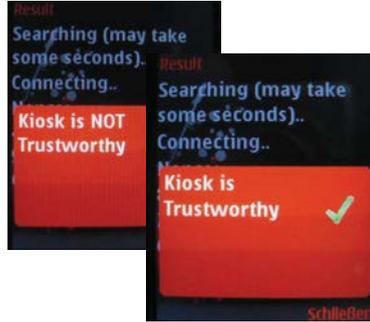 Result
Searching (may take
some seconds)..
Connecting..
Kiosk is NOT
Trustworthy
Result
Searching (may take
some seconds)..
Connecting..
Kiosk is
Trustworthy
Schließen